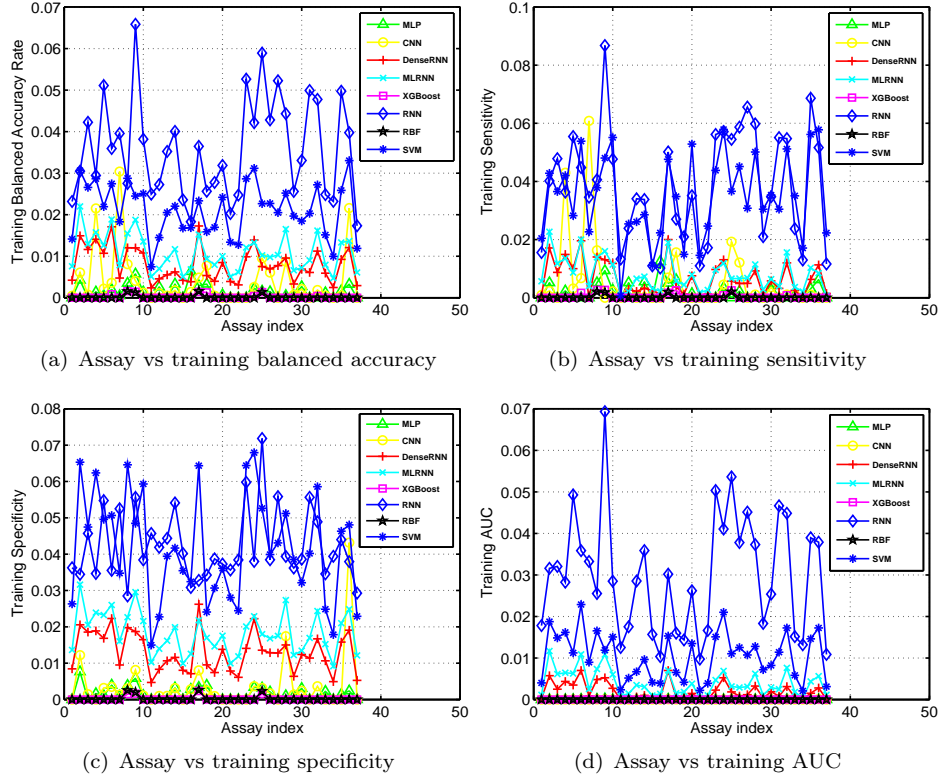 0.07
0.06
0.05
0.04
0.03
0.02
0.01
0
Training Balanced Accuracy Rate
MLP
CNN
DenseRNN
MLRNN
XGBoost
RNN
RBF
SVM
0 10 20 30 40 50
Assay index
(a) Assay vs training balanced accuracy
0.1
0.08
0.06
0.04
0.02
0
Training Sensitivity
MLP
CNN
DenseRNN
MLRNN
XGBoost
RNN
RBF
SVM
0 10 20 30 40 50
Assay index
(b) Assay vs training sensitivity
0.08
0.07
0.06
0.05
0.04
0.03
0.02
0.01
0
Training Specificity
MLP
CNN
DenseRNN
MLRNN
XGBoost
RNN
RBF
SVM
0 10 20 30 40 50
Assay index
(c) Assay vs training specificity
0.07
0.06
0.05
0.04
0.03
0.02
0.01
0
Training AUC
MLP
CNN
DenseRNN
MLRNN
XGBoost
RNN
RBF
SVM
0 10 20 30 40 50
Assay index
(d) Assay vs training AUC